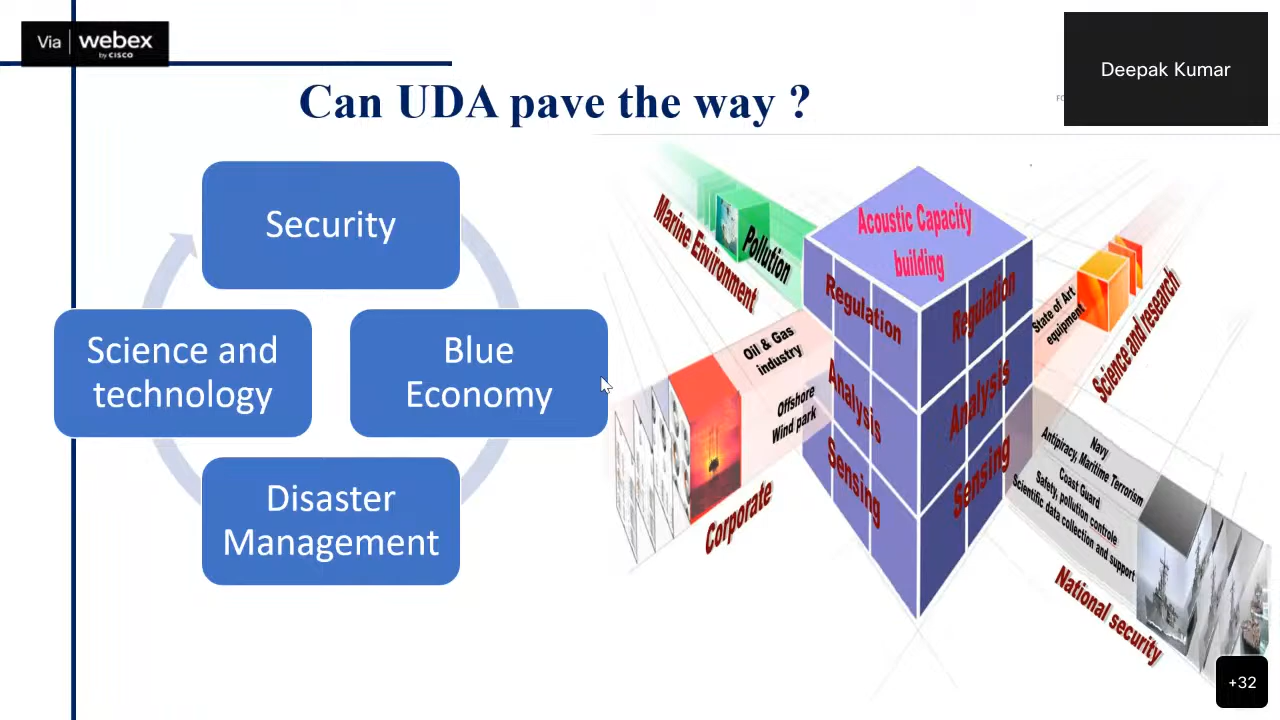 Via webex
by CISCO
Deepak Kumar
Can UDA pave the way ?
Security
Science and
technology
Blue
Economy
Disaster
Management
Marine Environment
Pollution
Acoustic Capacity
building
Regulation
Analysis
Sensing
Regulation
Analysis
Sensing
State of Art
equipment
Science and research
Oil & Gas
industry
Offshore
Wind park
Corporate
Navy
Antipiracy, Maritime Terrorism
Coast Guard
Safety, pollution controle
Scientific data collection and support
National security
+32